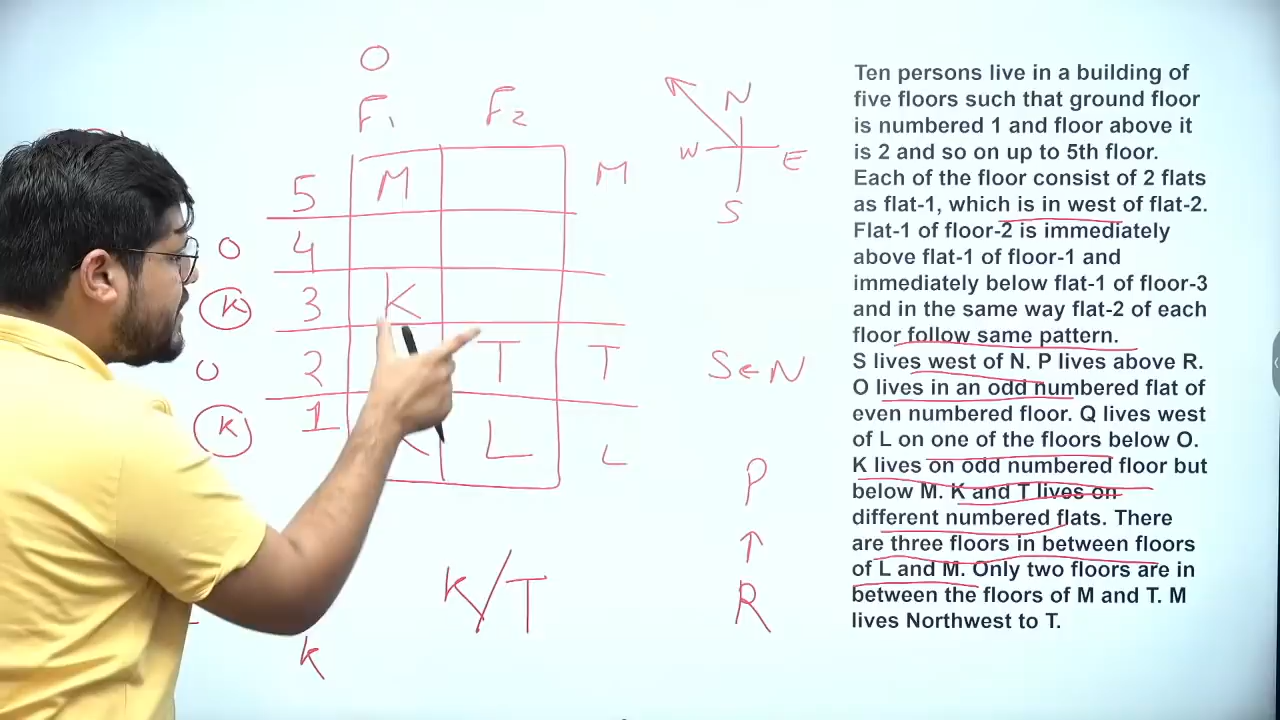 O
F1 F2
5 M M
O 4
K 3 K
O 2 T T
1 L L
K/T
k
N
W E
S
S ← N
P
↑
R
Ten persons live in a building of
five floors such that ground floor
is numbered 1 and floor above it
is 2 and so on up to 5th floor.
Each of the floor consist of 2 flats
as flat-1, which is in west of flat-2.
Flat-1 of floor-2 is immediately
above flat-1 of floor-1 and
immediately below flat-1 of floor-3
and in the same way flat-2 of each
floor follow same pattern.
S lives west of N. P lives above R.
O lives in an odd numbered flat of
even numbered floor. Q lives west
of L on one of the floors below O.
K lives on odd numbered floor but
below M. K and T lives on
different numbered flats. There
are three floors in between floors
of L and M. Only two floors are in
between the floors of M and T. M
lives Northwest to T.